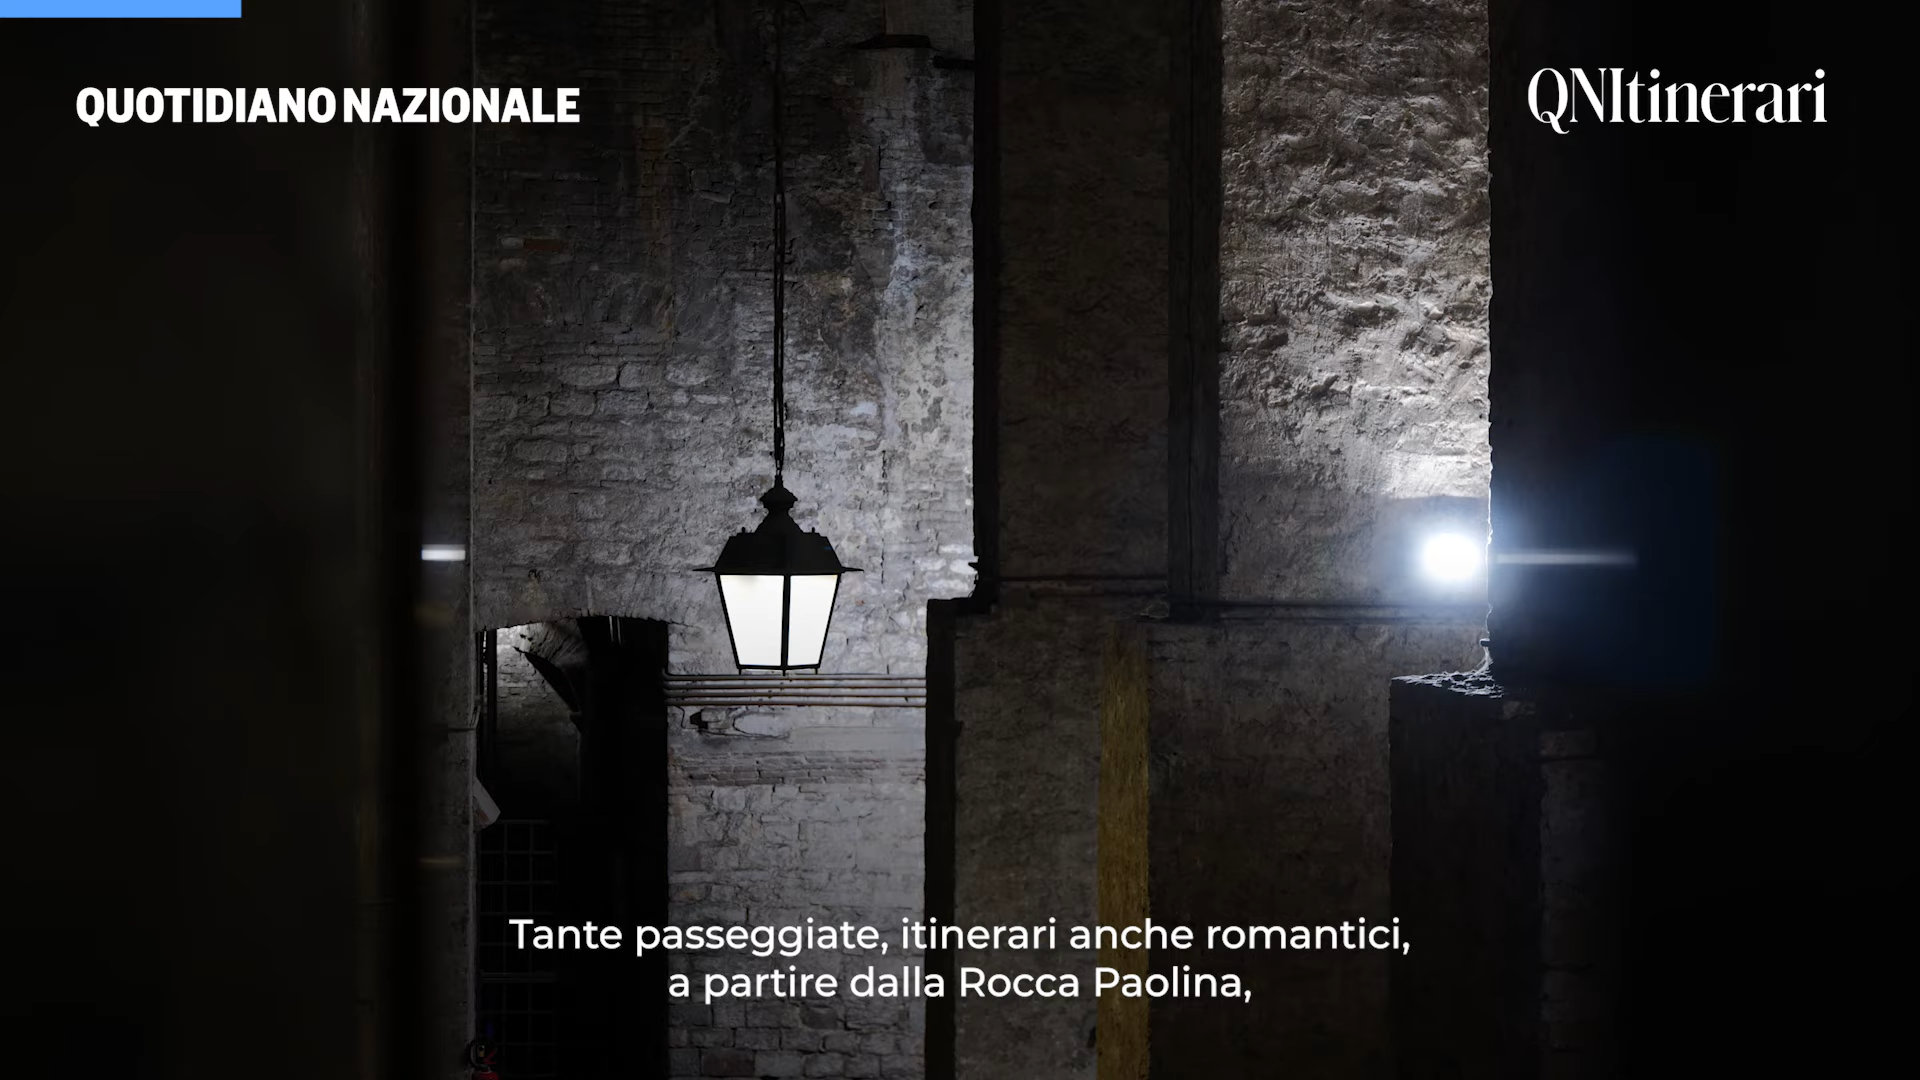 QUOTIDIANO NAZIONALE
QNItinerari
Tante passeggiate, itinerari anche romantici,
a partire dalla Rocca Paolina,